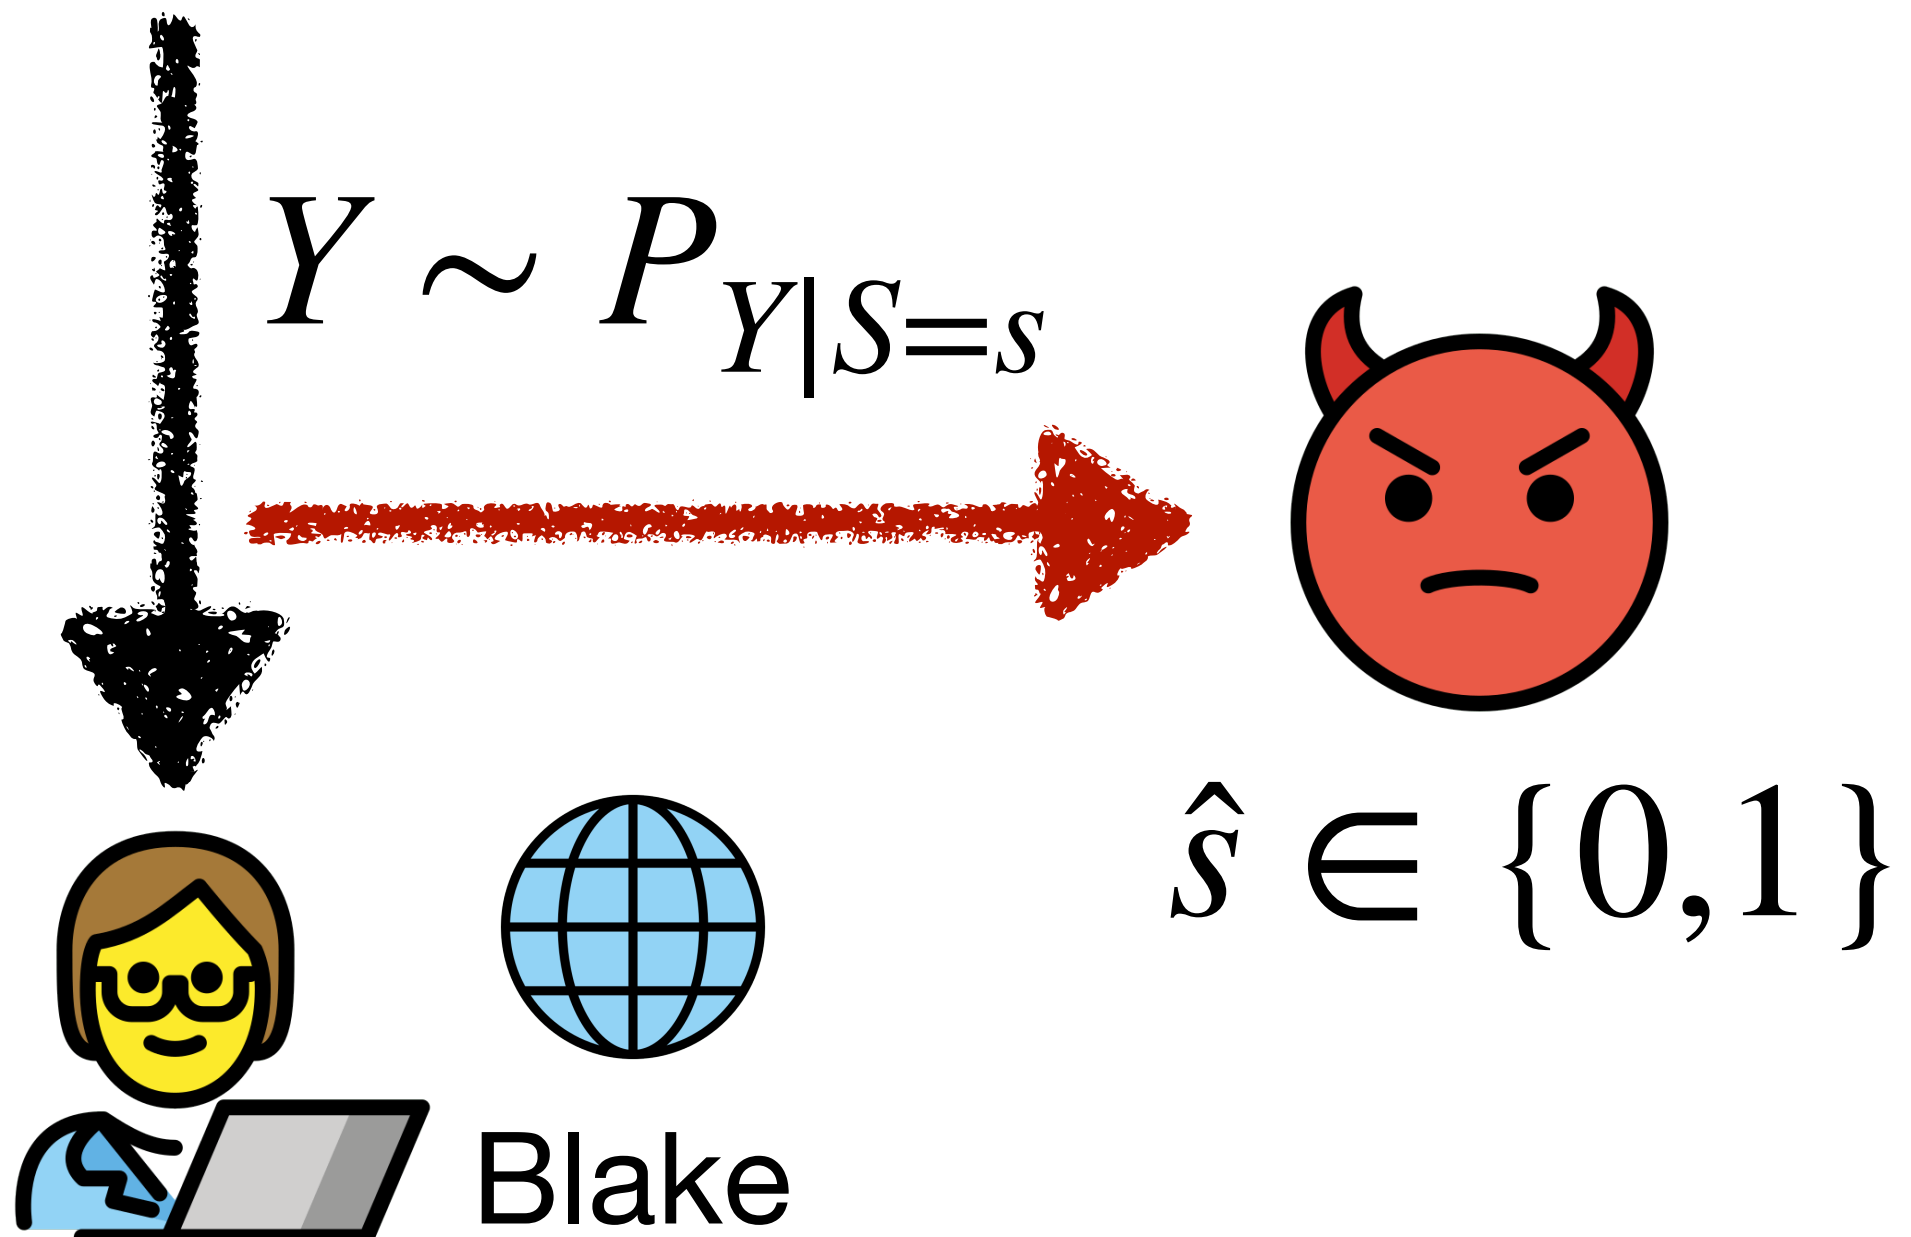 Y ∼ P_{Y|S=s}
ŝ ∈ {0,1}
Blake